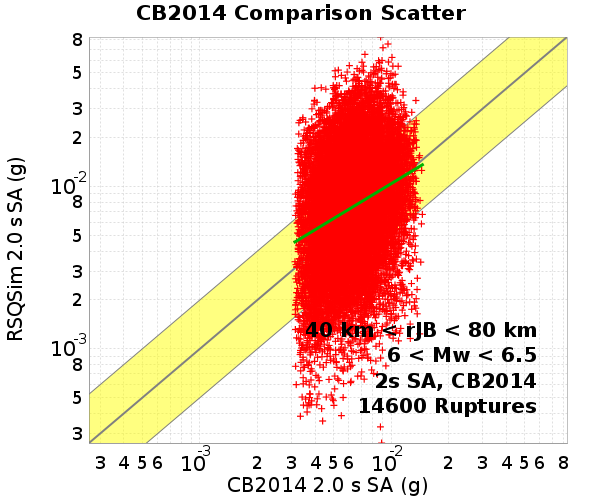 CB2014 Comparison Scatter
8
5
3
2
10⁻²
8
5
3
2
10⁻³
8
5
3
RSQSim 2.0 s SA (g)
40 km < rJB < 80 km
6 < Mw < 6.5
2s SA, CB2014
14600 Ruptures
3 4 5 6 10⁻³ 2 3 4 5 6 10⁻² 2 3 4 5 6 8
CB2014 2.0 s SA (g)